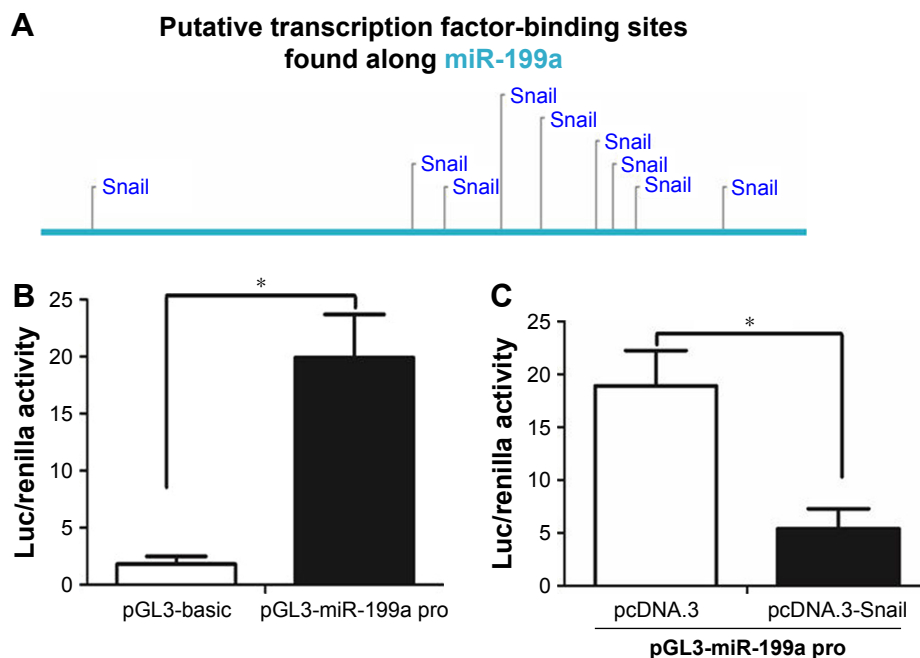 A
Putative transcription factor-binding sites
found along miR-199a
Snail
Snail
Snail
Snail
Snail
Snail
Snail
Snail
Snail
B
Luc/renilla activity
25
20
15
10
5
0
*
pGL3-basic
pGL3-miR-199a pro
C
Luc/renilla activity
25
20
15
10
5
0
*
pcDNA.3
pcDNA.3-Snail
pGL3-miR-199a pro